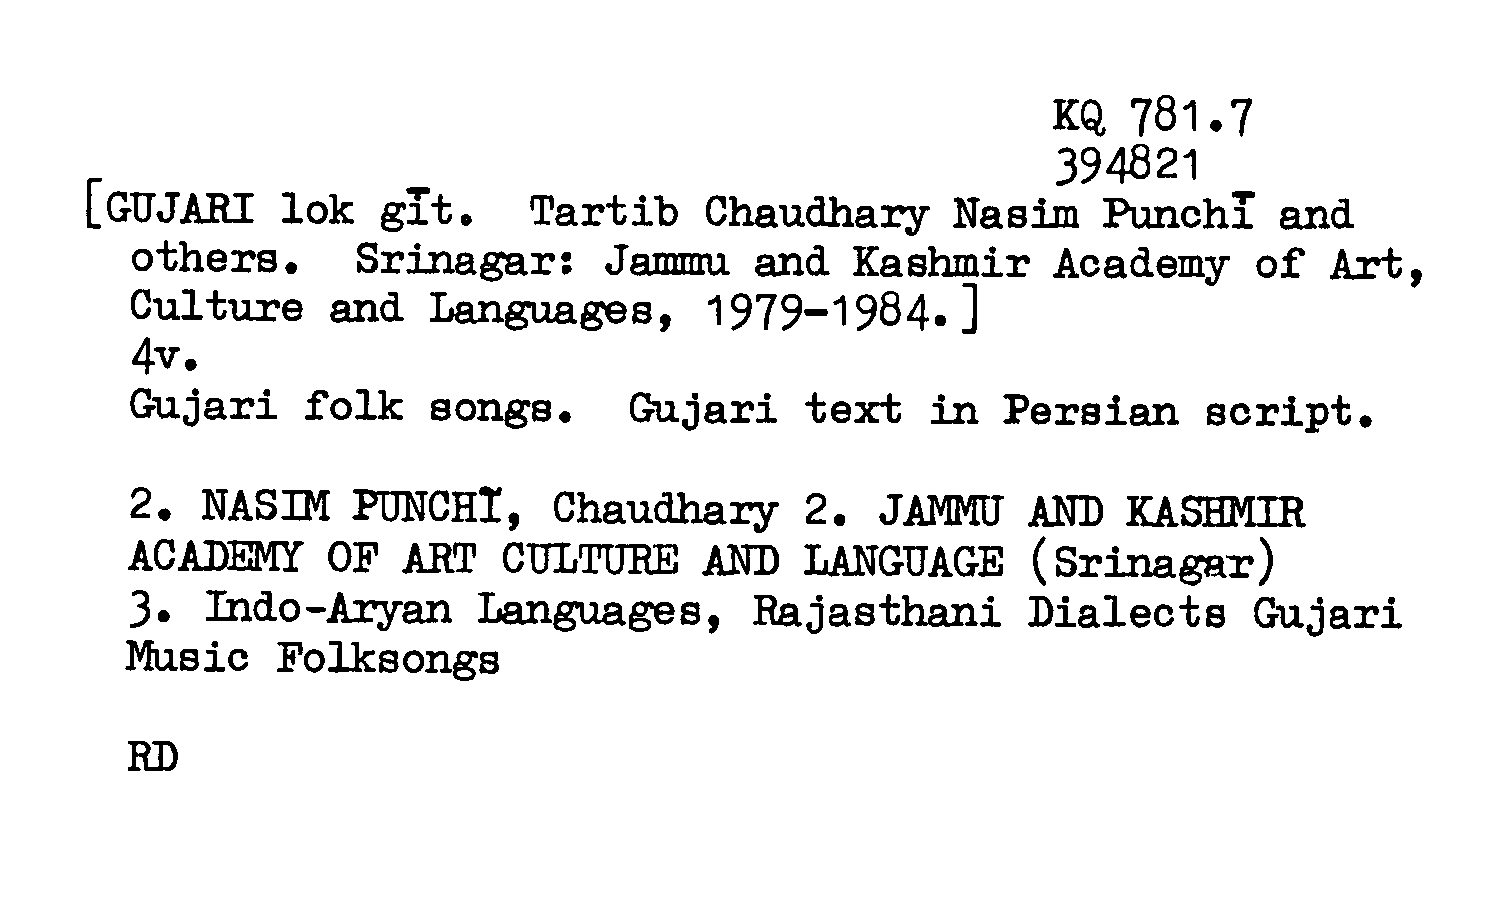 KQ 781.7
394821
[GUJARI lok gīt. Tartib Chaudhary Nasim Punchī and
others. Srinagar: Jammu and Kashmir Academy of Art,
Culture and Languages, 1979-1984.]
4v.
Gujari folk songs. Gujari text in Persian script.
2. NASIM PUNCHĪ, Chaudhary 2. JAMMU AND KASHMIR
ACADEMY OF ART CULTURE AND LANGUAGE (Srinagar)
3. Indo-Aryan Languages, Rajasthani Dialects Gujari
Music Folksongs
RD